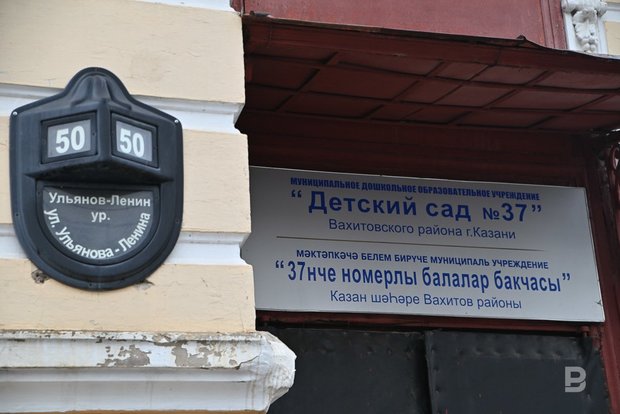 50
50
Ульянов-Ленин
ур.
ул. Ульянова-Ленина
МУНИЦИПАЛЬНОЕ ДОШКОЛЬНОЕ ОБРАЗОВАТЕЛЬНОЕ УЧРЕЖДЕНИЕ
“Детский сад №37”
Вахитовского района г.Казани
МӘКТӘПКӘЧӘ БЕЛЕМ БИРҮЧЕ МУНИЦИПАЛЬ УЧРЕЖДЕНИЕ
“37нче номерлы балалар бакчасы”
Казан шәһәре Вахитов районы
B